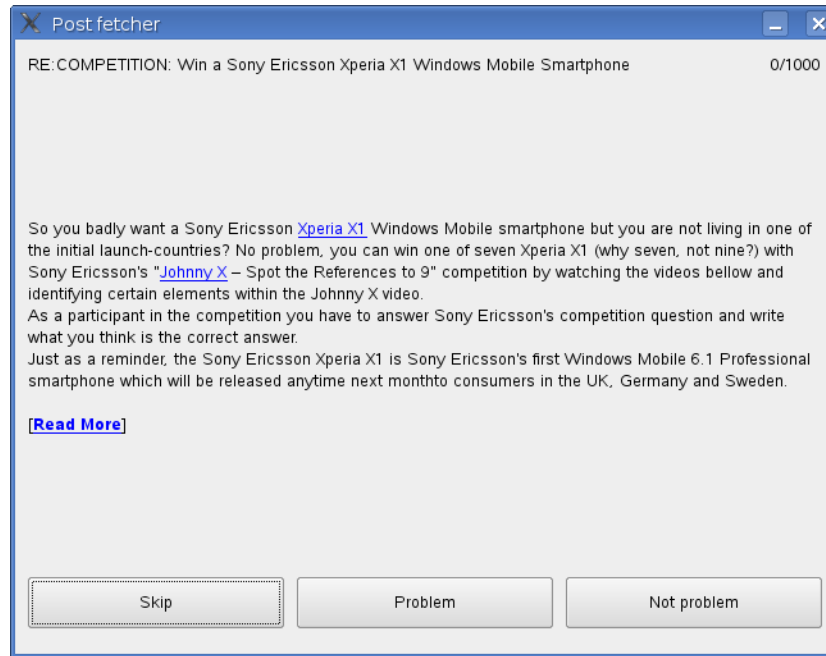 Post fetcher
RE:COMPETITION: Win a Sony Ericsson Xperia X1 Windows Mobile Smartphone 0/1000
So you badly want a Sony Ericsson Xperia X1 Windows Mobile smartphone but you are not living in one of
the initial launch-countries? No problem, you can win one of seven Xperia X1 (why seven, not nine?) with
Sony Ericsson's "Johnny X – Spot the References to 9" competition by watching the videos bellow and
identifying certain elements within the Johnny X video.
As a participant in the competition you have to answer Sony Ericsson's competition question and write
what you think is the correct answer.
Just as a reminder, the Sony Ericsson Xperia X1 is Sony Ericsson's first Windows Mobile 6.1 Professional
smartphone which will be released anytime next monthto consumers in the UK, Germany and Sweden.
[Read More]
Skip Problem Not problem